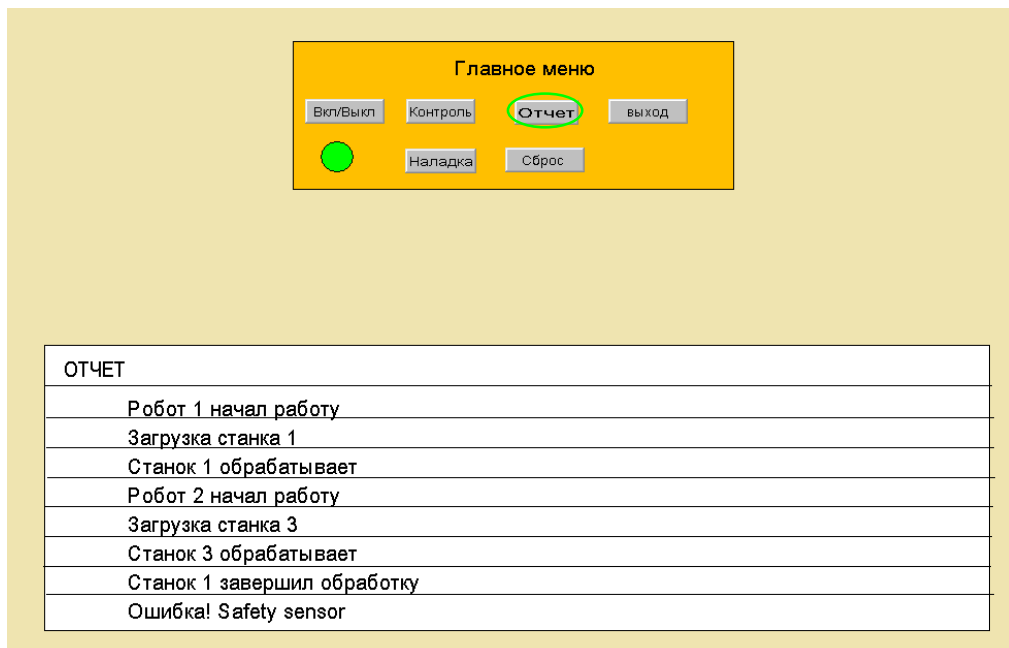 Главное меню
Вкл/Выкл Контроль Отчет выход
Наладка Сброс
ОТЧЕТ
Робот 1 начал работу
Загрузка станка 1
Станок 1 обрабатывает
Робот 2 начал работу
Загрузка станка 3
Станок 3 обрабатывает
Станок 1 завершил обработку
Ошибка! Safety sensor